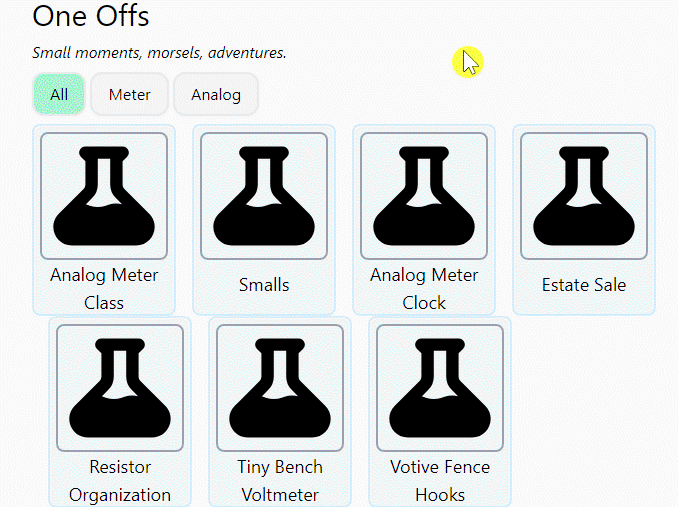 One Offs
Small moments, morsels, adventures.
All
Meter
Analog
Analog Meter
Class
Smalls
Analog Meter
Clock
Estate Sale
Resistor
Organization
Tiny Bench
Voltmeter
Votive Fence
Hooks